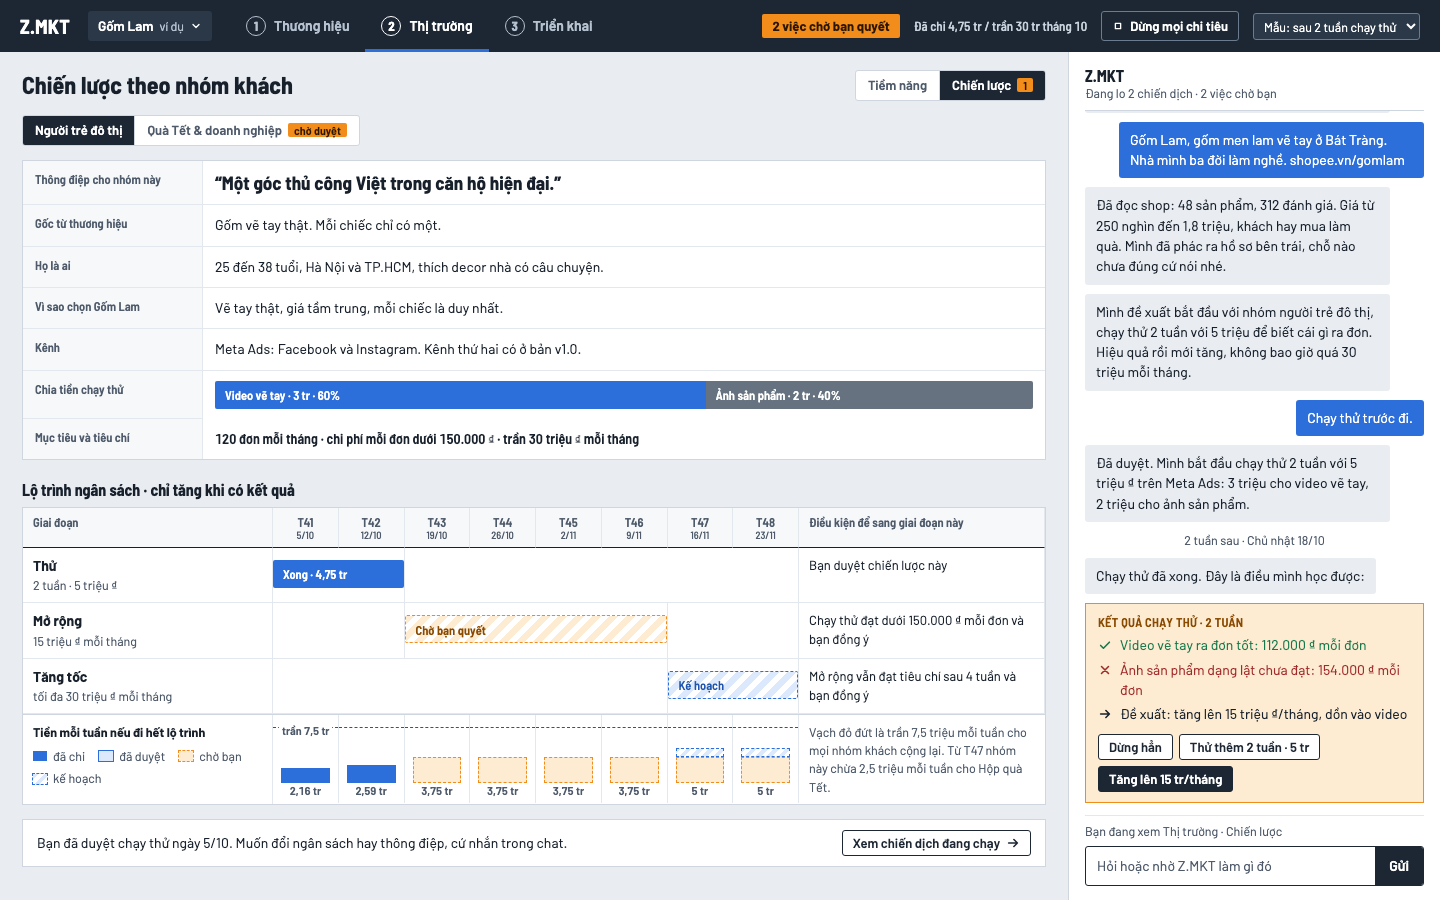 Z.MKT
Gốm Lam ví dụ
1 Thương hiệu
2 Thị trường
3 Triển khai
2 việc chờ bạn quyết
Đã chi 4,75 tr / trần 30 tr tháng 10
Dừng mọi chi tiêu
Mẫu: sau 2 tuần chạy thử
Chiến lược theo nhóm khách
Tiềm năng
Chiến lược 1
Người trẻ đô thị
Quà Tết & doanh nghiệp chờ duyệt
Thông điệp cho nhóm này
“Một góc thủ công Việt trong căn hộ hiện đại.”
Gốc từ thương hiệu
Gốm vẽ tay thật. Mỗi chiếc chỉ có một.
Họ là ai
25 đến 38 tuổi, Hà Nội và TP.HCM, thích decor nhà có câu chuyện.
Vì sao chọn Gốm Lam
Vẽ tay thật, giá tầm trung, mỗi chiếc là duy nhất.
Kênh
Meta Ads: Facebook và Instagram. Kênh thứ hai có ở bản v1.0.
Chia tiền chạy thử
Video vẽ tay · 3 tr · 60%
Ảnh sản phẩm · 2 tr · 40%
Mục tiêu và tiêu chí
120 đơn mỗi tháng · chi phí mỗi đơn dưới 150.000 ₫ · trần 30 triệu ₫ mỗi tháng
Lộ trình ngân sách · chỉ tăng khi có kết quả
Giai đoạn
T41
5/10
T42
12/10
T43
19/10
T44
26/10
T45
2/11
T46
9/11
T47
16/11
T48
23/11
Điều kiện để sang giai đoạn này
Thử
2 tuần · 5 triệu ₫
Xong · 4,75 tr
Bạn duyệt chiến lược này
Mở rộng
15 triệu ₫ mỗi tháng
Chờ bạn quyết
Chạy thử đạt dưới 150.000 ₫ mỗi đơn và
bạn đồng ý
Tăng tốc
tối đa 30 triệu ₫ mỗi tháng
Kế hoạch
Mở rộng vẫn đạt tiêu chí sau 4 tuần và
bạn đồng ý
Tiền mỗi tuần nếu đi hết lộ trình
đã chi
đã duyệt
chờ bạn
kế hoạch
trần 7,5 tr
2,16 tr
2,59 tr
3,75 tr
3,75 tr
3,75 tr
3,75 tr
5 tr
5 tr
Vạch đỏ đứt là trần 7,5 triệu mỗi tuần cho
mọi nhóm khách cộng lại. Từ T47 nhóm
này chừa 2,5 triệu mỗi tuần cho Hộp quà
Tết.
Bạn đã duyệt chạy thử ngày 5/10. Muốn đổi ngân sách hay thông điệp, cứ nhắn trong chat.
Xem chiến dịch đang chạy →
Z.MKT
Đang lo 2 chiến dịch · 2 việc chờ bạn
Gốm Lam, gốm men lam vẽ tay ở Bát Tràng.
Nhà mình ba đời làm nghề. shopee.vn/gomlam
Đã đọc shop: 48 sản phẩm, 312 đánh giá. Giá từ
250 nghìn đến 1,8 triệu, khách hay mua làm
quà. Mình đã phác ra hồ sơ bên trái, chỗ nào
chưa đúng cứ nói nhé.
Mình đề xuất bắt đầu với nhóm người trẻ đô thị,
chạy thử 2 tuần với 5 triệu để biết cái gì ra đơn.
Hiệu quả rồi mới tăng, không bao giờ quá 30
triệu mỗi tháng.
Chạy thử trước đi.
Đã duyệt. Mình bắt đầu chạy thử 2 tuần với 5
triệu ₫ trên Meta Ads: 3 triệu cho video vẽ tay,
2 triệu cho ảnh sản phẩm.
2 tuần sau · Chủ nhật 18/10
Chạy thử đã xong. Đây là điều mình học được:
KẾT QUẢ CHẠY THỬ · 2 TUẦN
✓ Video vẽ tay ra đơn tốt: 112.000 ₫ mỗi đơn
✕ Ảnh sản phẩm dạng lật chưa đạt: 154.000 ₫ mỗi
đơn
→ Đề xuất: tăng lên 15 triệu ₫/tháng, dồn vào video
Dừng hẳn
Thử thêm 2 tuần · 5 tr
Tăng lên 15 tr/tháng
Bạn đang xem Thị trường · Chiến lược
Hỏi hoặc nhờ Z.MKT làm gì đó
Gửi